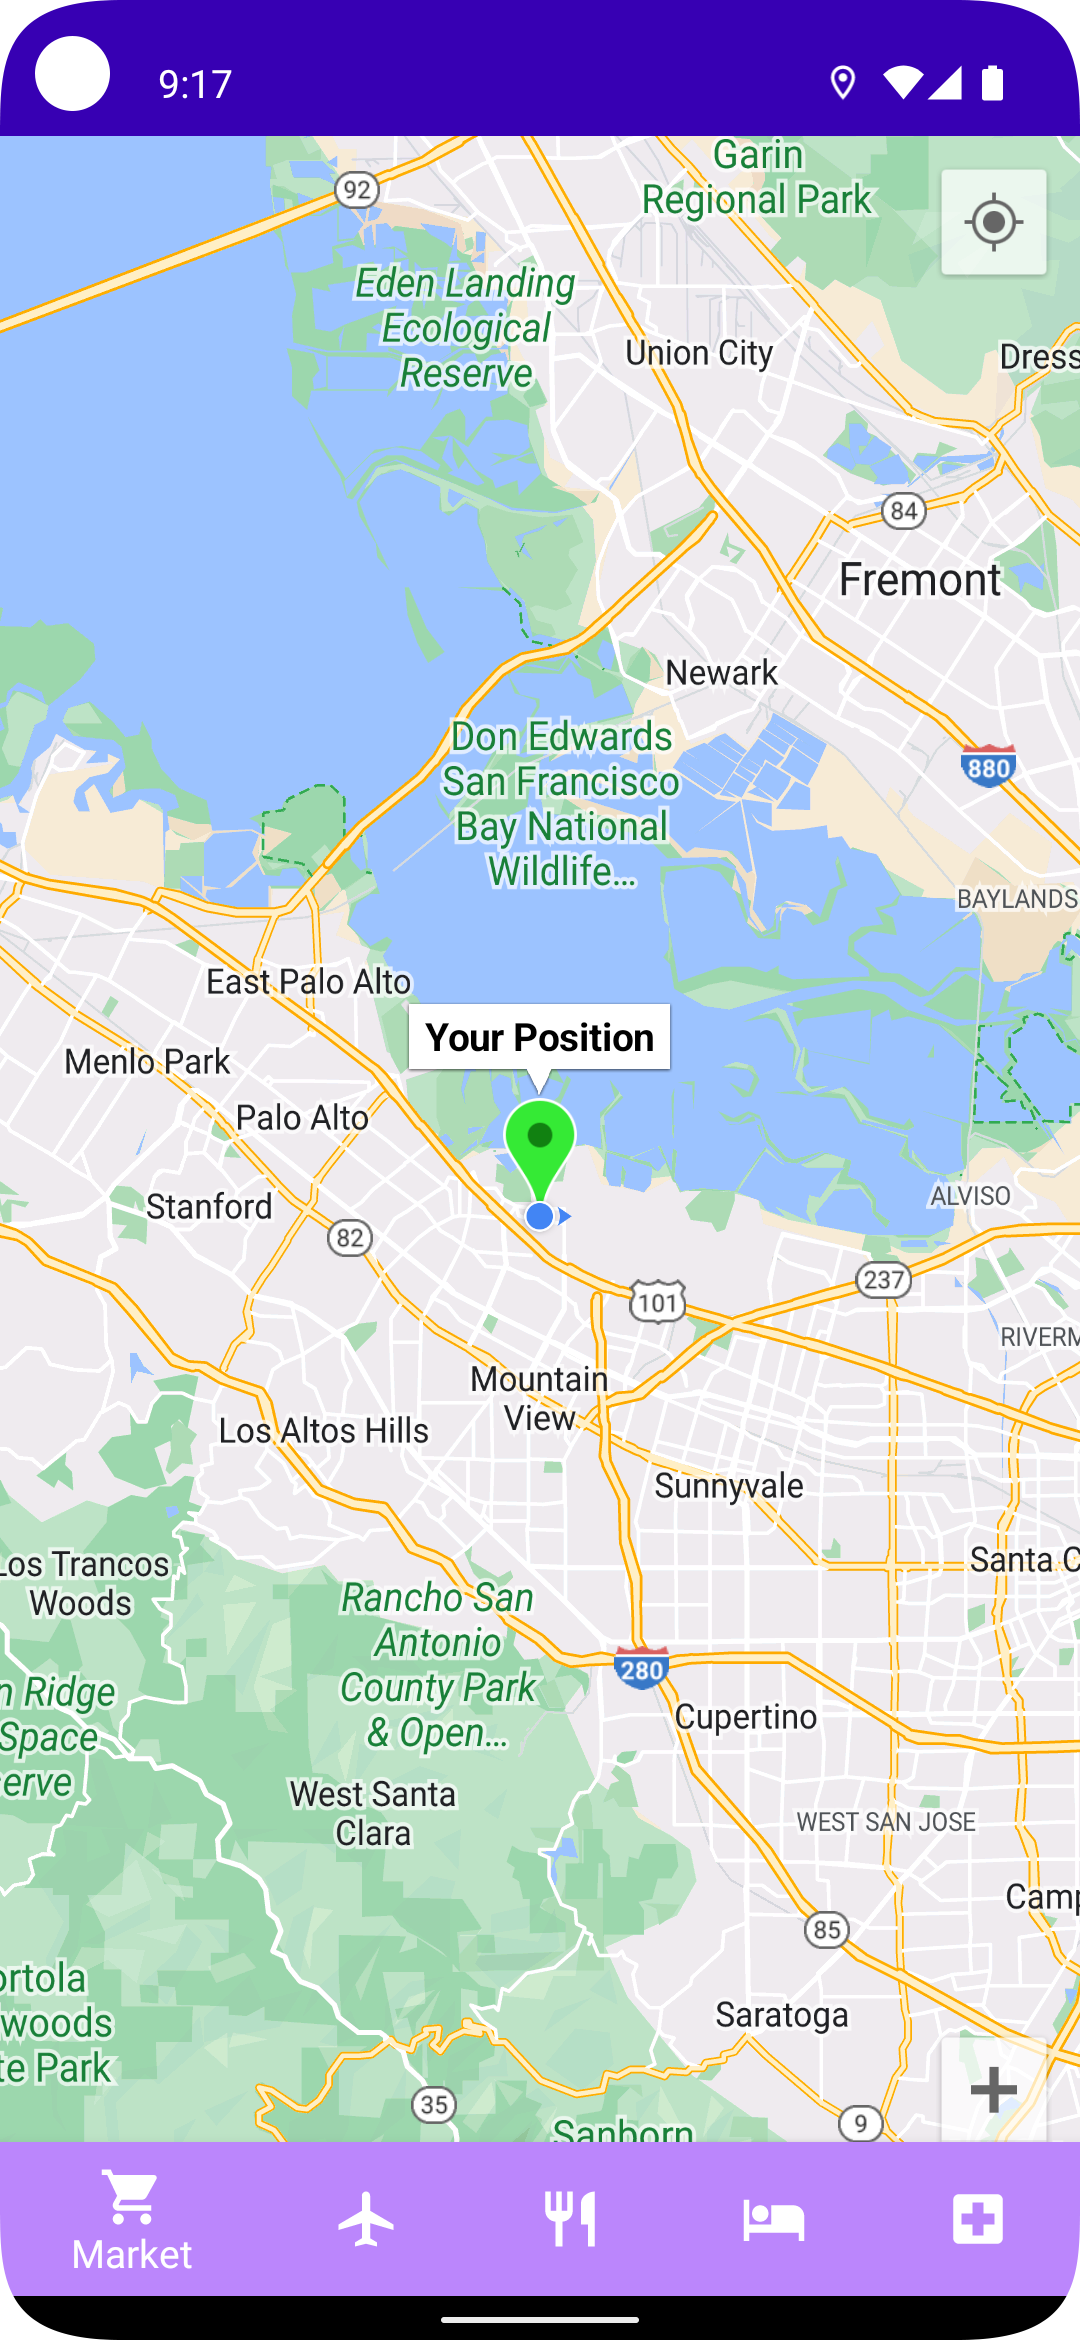 9:17
Garin
Regional Park
92
Eden Landing
Ecological
Reserve
Union City
Dress
84
Fremont
Newark
Don Edwards
San Francisco
Bay National
Wildlife...
880
BAYLANDS
East Palo Alto
Your Position
Menlo Park
Palo Alto
Stanford
ALVISO
82
237
101
RIVERM
Mountain
View
Los Altos Hills
Sunnyvale
Santa C
Los Trancos
Woods
Rancho San
Antonio
County Park
& Open...
280
n Ridge
Space
serve
Cupertino
West Santa
Clara
WEST SAN JOSE
Camp
85
ortola
woods
te Park
Saratoga
35
9
Sanborn
Market